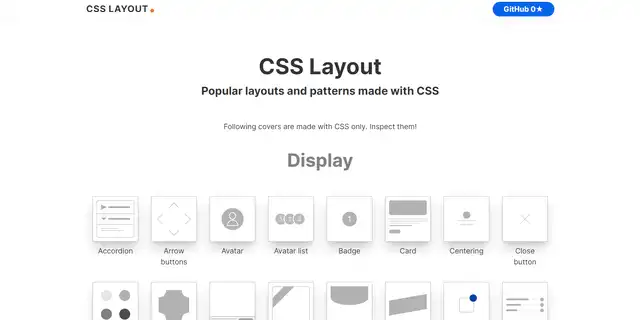 CSS LAYOUT
GitHub 0★
CSS Layout
Popular layouts and patterns made with CSS
Following covers are made with CSS only. Inspect them!
Display
Accordion
Arrow
buttons
Avatar
Avatar list
1
Badge
Card
Centering
Close
button